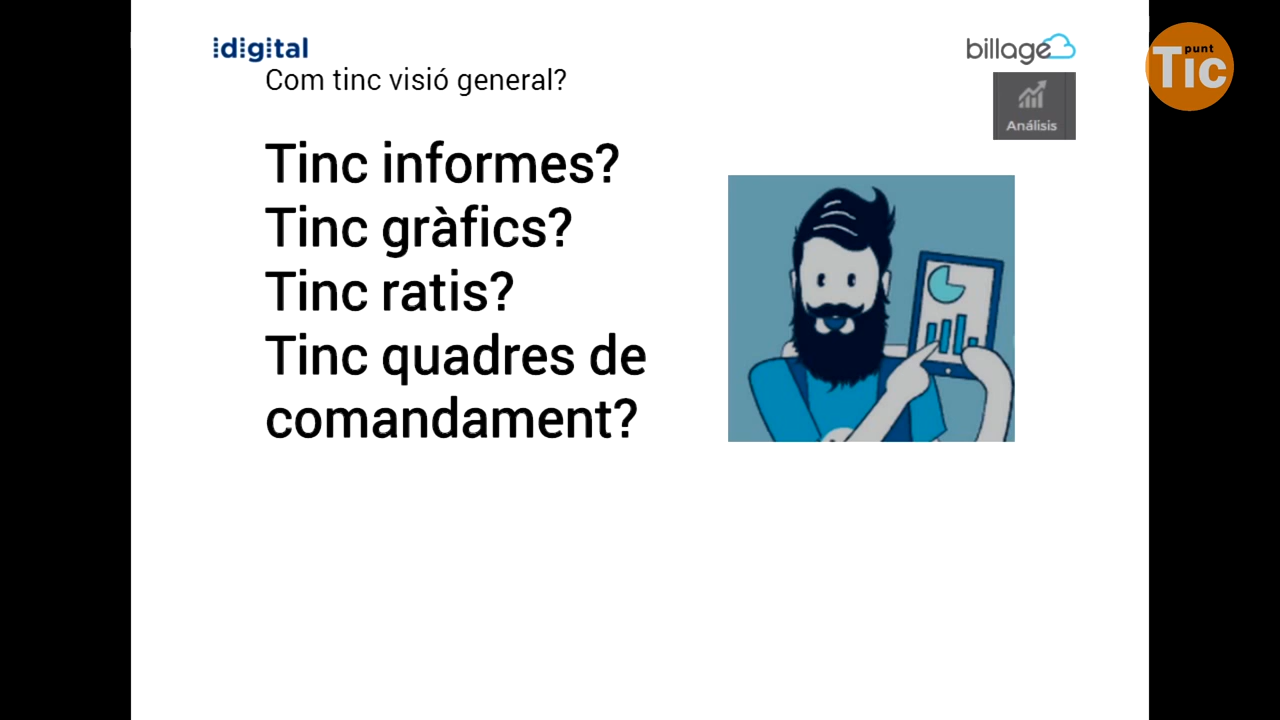 idigital
billage
punt
Tic
Com tinc visió general?
Análisis
Tinc informes?
Tinc gràfics?
Tinc ratis?
Tinc quadres de
comandament?